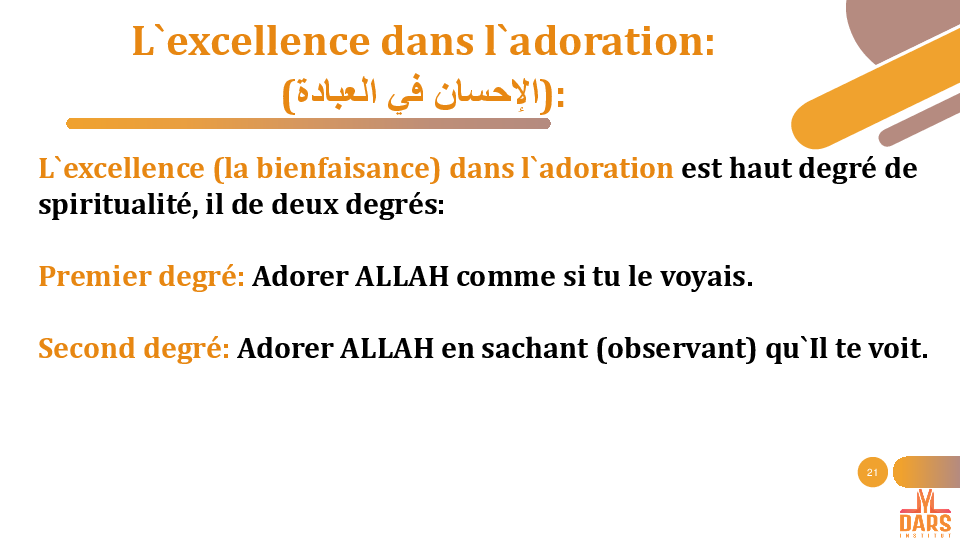 L`excellence dans l`adoration:
(الإحسان في العبادة):
L`excellence (la bienfaisance) dans l`adoration est haut degré de
spiritualité, il de deux degrés:
Premier degré: Adorer ALLAH comme si tu le voyais.
Second degré: Adorer ALLAH en sachant (observant) qu`Il te voit.
21
DARS
INSTITUT